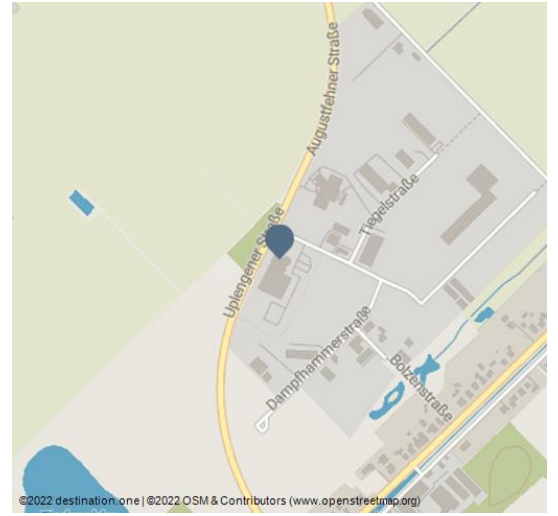 Augustfehner Straße
Tiegelstraße
Uplengener Straße
Dampfhammerstraße
Bolzenstraße
©2022 destination.one | ©2022 OSM & Contributors (www.openstreetmap.org)